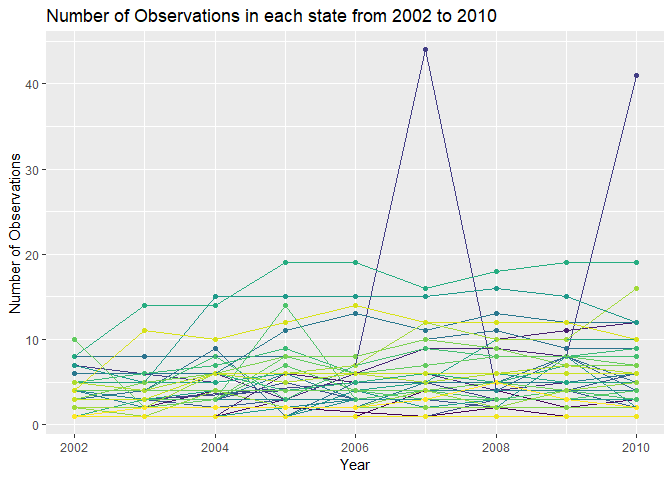 Number of Observations in each state from 2002 to 2010
40
30
20
10
0
Number of Observations
2002 2004 2006 2008 2010
Year